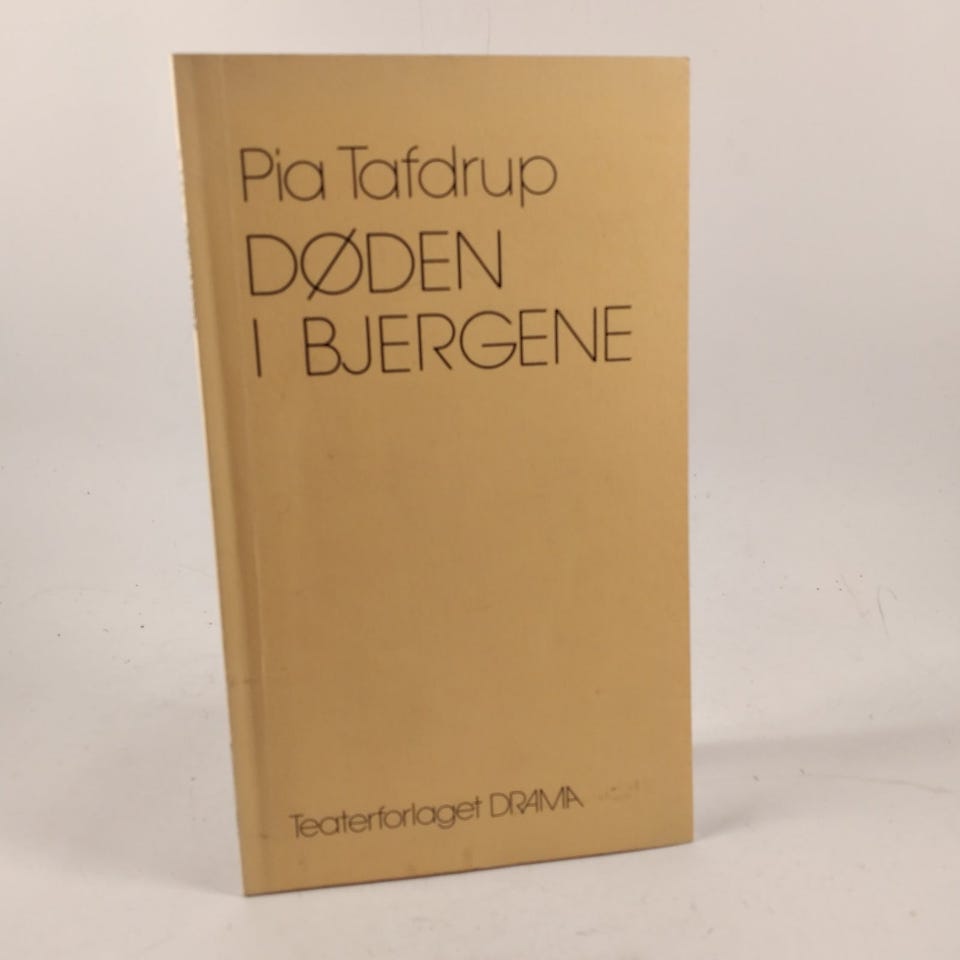 Pia Tafdrup
DØDEN
I BJERGENE
Teaterforlaget DRAMA